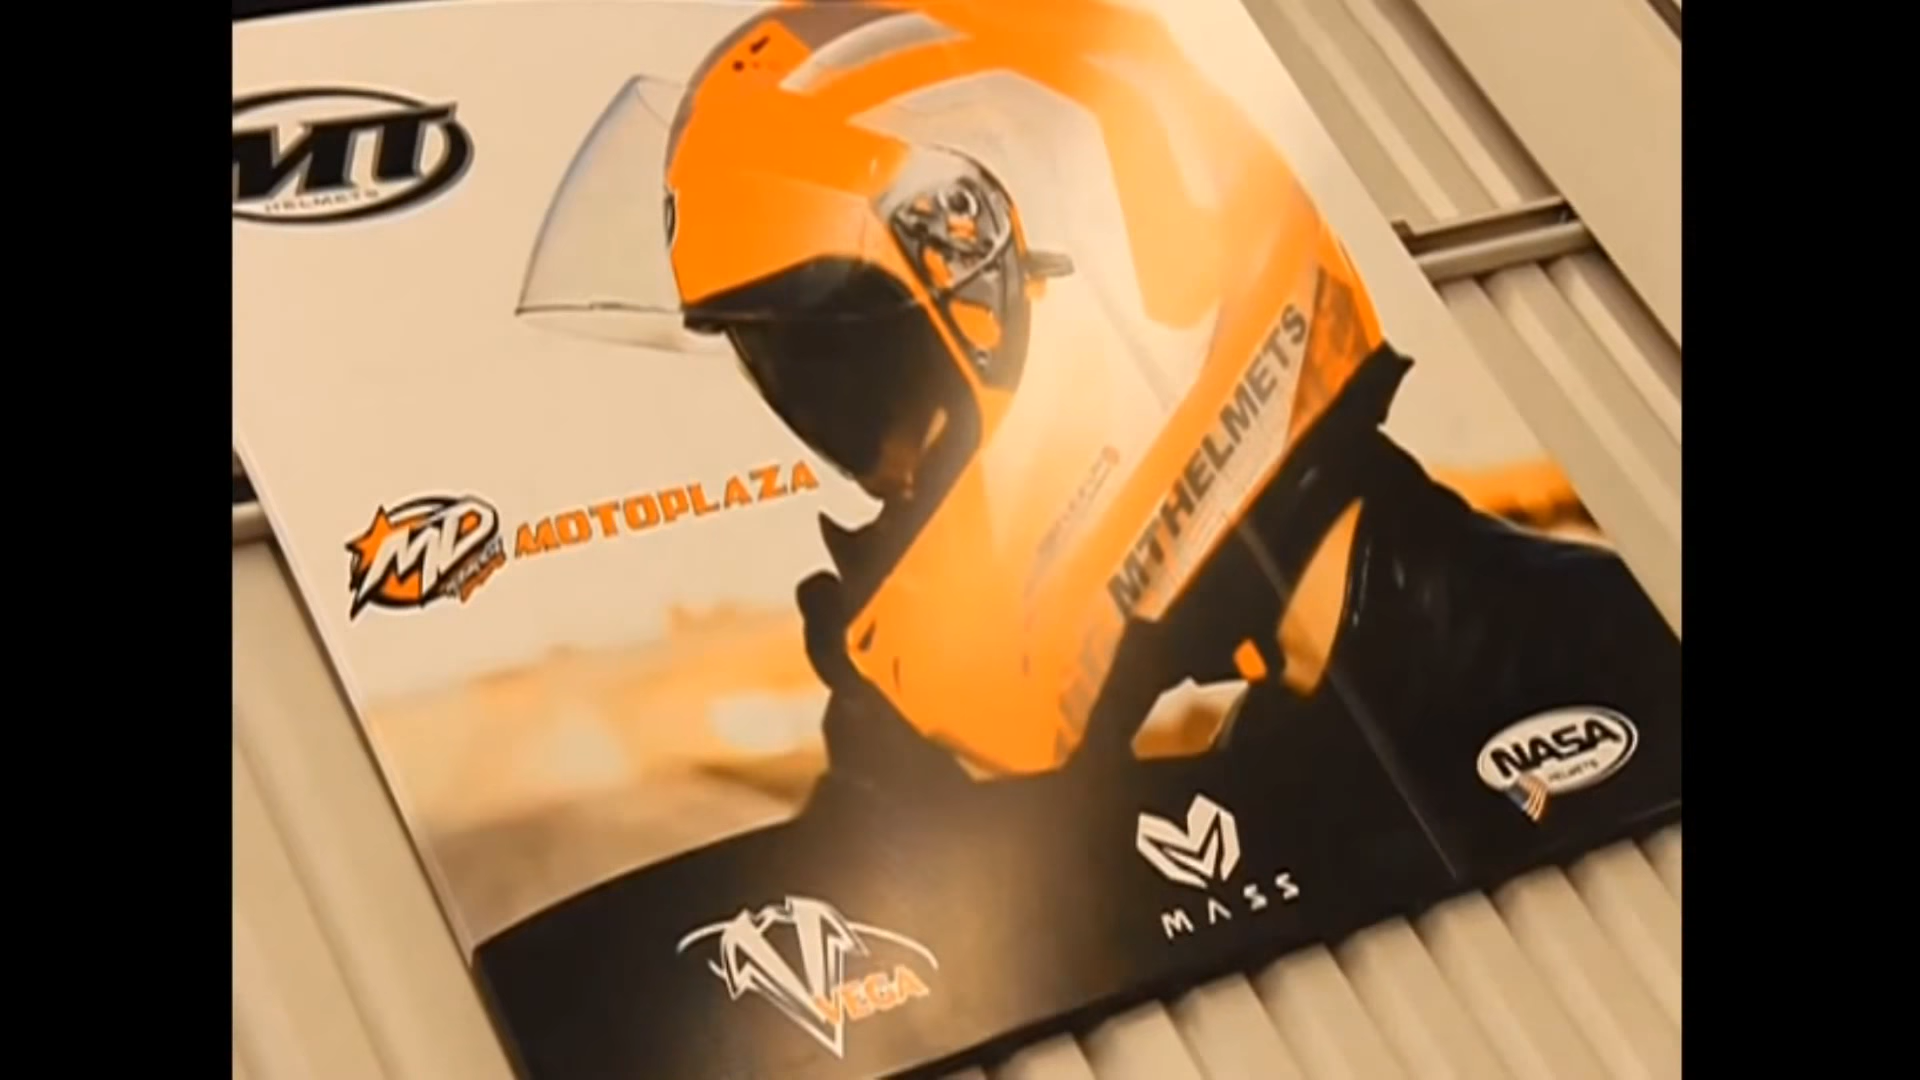 MT
HELMETS
MOTOPLAZA
MTHELMETS
NASA
HELMETS
MASS
VEGA